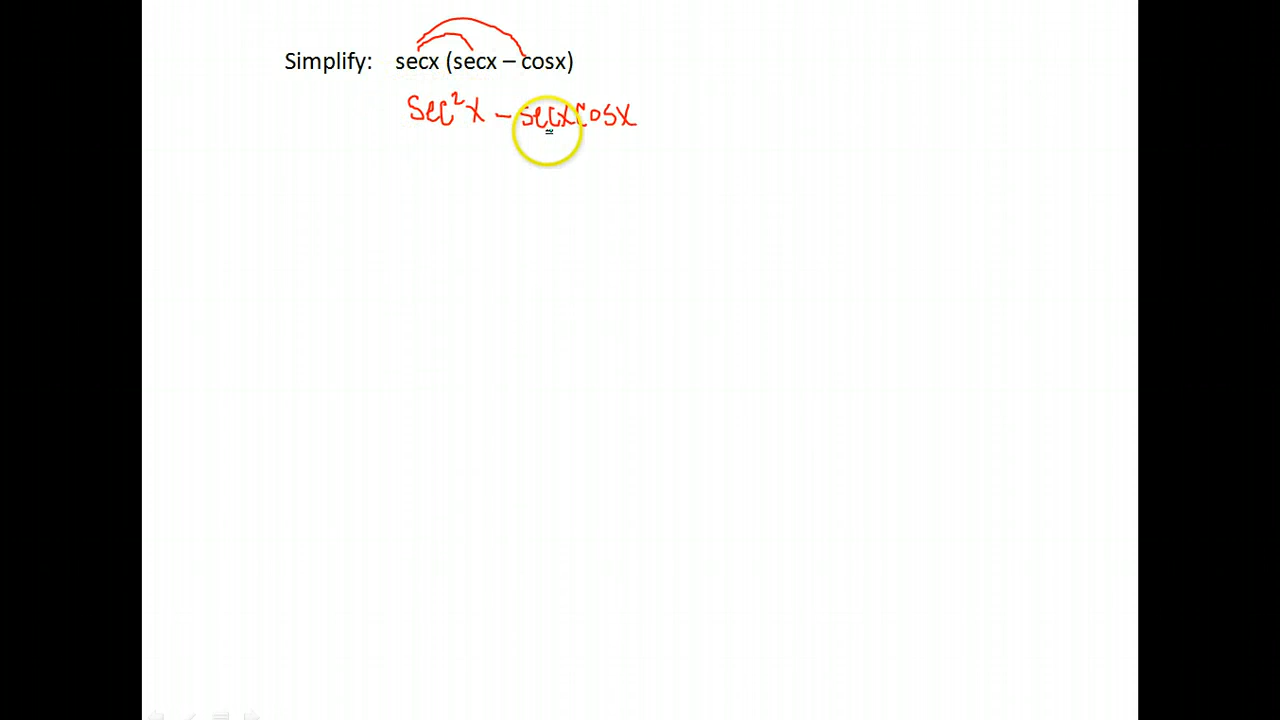 Simplify: secx (secx – cosx)
sec²x – secxcosx